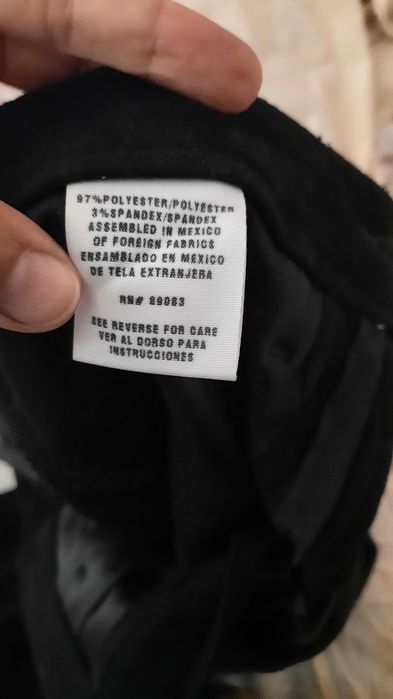 97%POLYESTER/POLYESTER
3%SPANDEX/SPANDEX
ASSEMBLED IN MEXICO
OF FOREIGN FABRICS
ENSAMBLADO EN MEXICO
DE TELA EXTRANJERA
RN# 89083
SEE REVERSE FOR CARE
VER AL DORSO PARA
INSTRUCCIONES